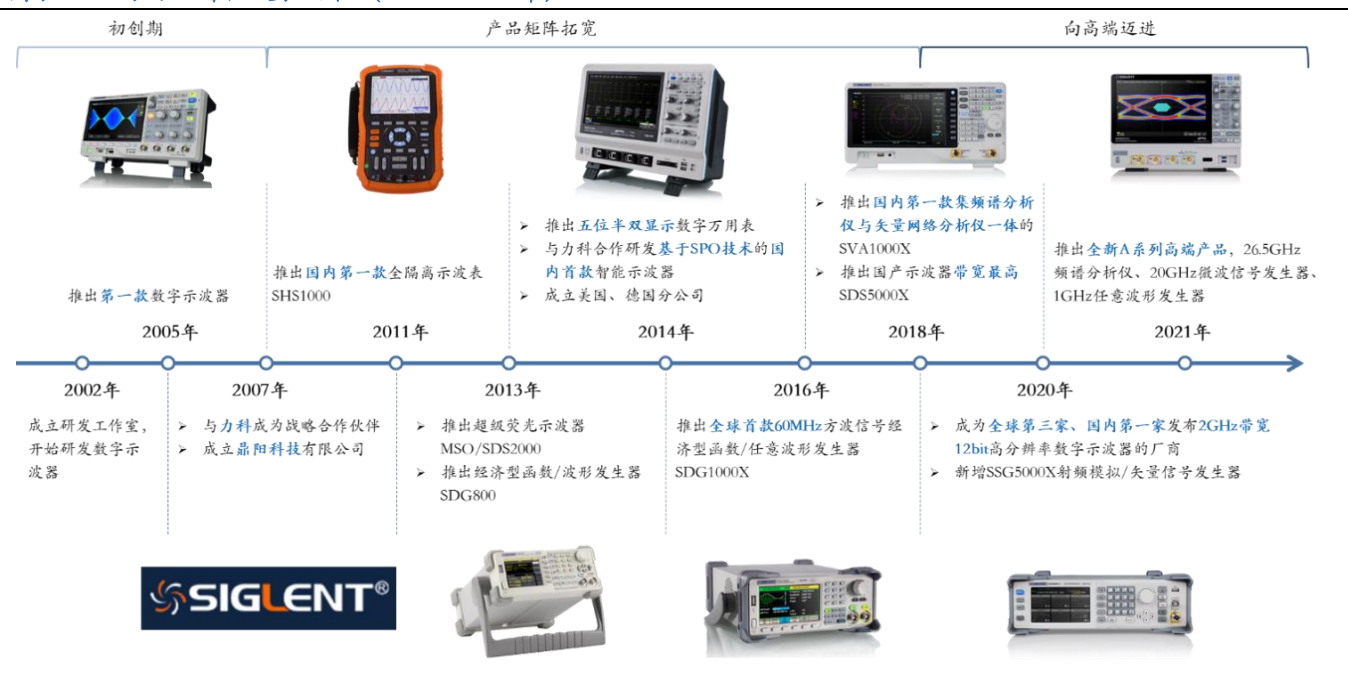 初创期
产品矩阵拓宽
向高端迈进
推出第一款数字示波器
推出国内第一款全隔离示波表
SHS1000
➢ 推出五位半双显示数字万用表
➢ 与力科合作研发基于SPO技术的国
内首款智能示波器
➢ 成立美国、德国分公司
➢ 推出国内第一款集频谱分析
仪与矢量网络分析仪一体的
SVA1000X
➢ 推出国产示波器带宽最高
SDS5000X
推出全新A系列高端产品，26.5GHz
频谱分析仪、20GHz微波信号发生器、
1GHz任意波形发生器
2005年
2011年
2014年
2018年
2021年
2002年
2007年
2013年
2016年
2020年
成立研发工作室，
开始研发数字示
波器
➢ 与力科成为战略合作伙伴
➢ 成立鼎阳科技有限公司
➢ 推出超级荧光示波器
MSO/SDS2000
➢ 推出经济型函数/波形发生器
SDG800
推出全球首款60MHz方波信号经
济型函数/任意波形发生器
SDG1000X
➢ 成为全球第三家、国内第一家发布2GHz带宽
12bit高分辨率数字示波器的厂商
➢ 新增SSG5000X射频模拟/矢量信号发生器
SIGLENT®